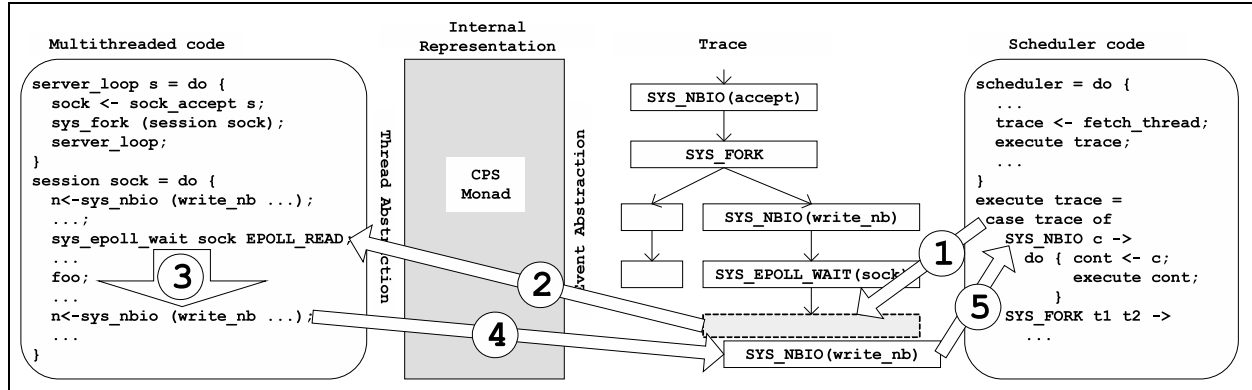 Multithreaded code
server_loop s = do {
sock <- sock_accept s;
sys_fork (session sock);
server_loop;
}
session sock = do {
n<-sys_nbio (write_nb ...);
...;
sys_epoll_wait sock EPOLL_READ;
...
foo;
...
n<-sys_nbio (write_nb ...);
...
}
3
Thread Abstraction
Internal
Representation
CPS
Monad
2
4
Event Abstraction
Trace
SYS_NBIO(accept)
SYS_FORK
SYS_NBIO(write_nb)
SYS_EPOLL_WAIT(sock)
SYS_NBIO(write_nb)
1
5
Scheduler code
scheduler = do {
...
trace <- fetch_thread;
execute trace;
...
}
execute trace =
case trace of
SYS_NBIO c ->
do { cont <- c;
execute cont;
}
SYS_FORK t1 t2 ->
...